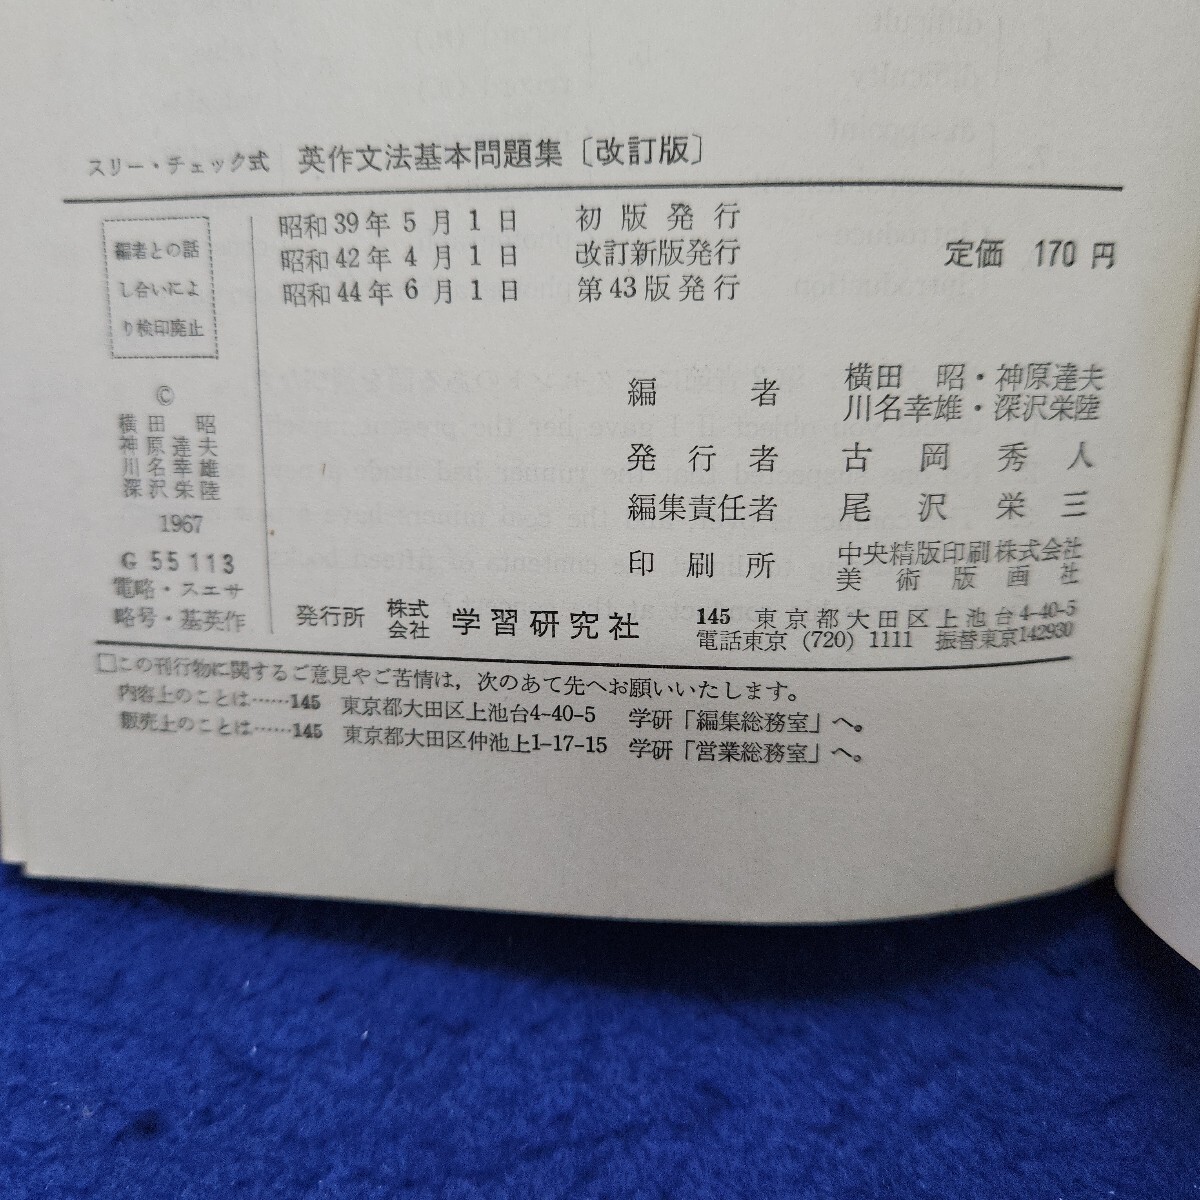 スリー・チェック式 英作文法基本問題集〔改訂版〕
編者との話
し合いによ
り検印廃止
©
横田 昭
神原達夫
川名幸雄
深沢栄陸
1967
G 55 113
電略・スエサ
略号・基英作
昭和39年5月1日 初版発行
昭和42年4月1日 改訂新版発行
昭和44年6月1日 第43版発行
定価 170円
編者 横田 昭・神原達夫
川名幸雄・深沢栄陸
発行者 古岡秀人
編集責任者 尾沢栄三
印刷所 中央精版印刷株式会社
美術版画社
発行所 株式会社 学習研究社
145 東京都大田区上池台4-40-5
電話東京 (720) 1111 振替東京142930
□この刊行物に関するご意見やご苦情は,次のあて先へお願いいたします。
内容上のことは……145 東京都大田区上池台4-40-5 学研「編集総務室」へ。
販売上のことは……145 東京都大田区仲池上1-17-15 学研「営業総務室」へ。